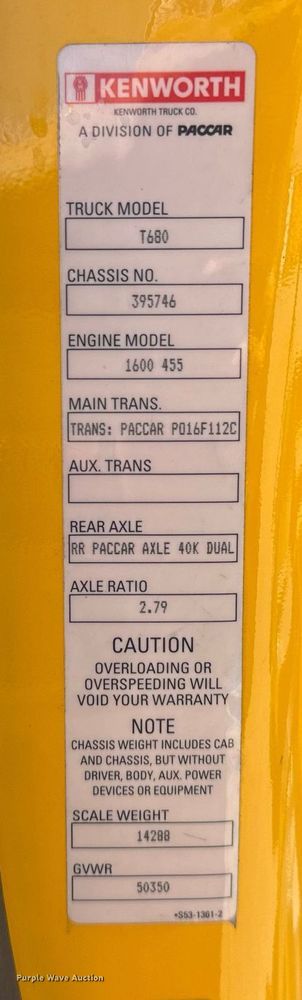 KENWORTH
KENWORTH TRUCK CO.
A DIVISION OF PACCAR
TRUCK MODEL
T680
CHASSIS NO.
395746
ENGINE MODEL
1600 455
MAIN TRANS.
TRANS: PACCAR PO16F112C
AUX. TRANS
REAR AXLE
RR PACCAR AXLE 40K DUAL
AXLE RATIO
2.79
CAUTION
OVERLOADING OR
OVERSPEEDING WILL
VOID YOUR WARRANTY
NOTE
CHASSIS WEIGHT INCLUDES CAB
AND CHASSIS, BUT WITHOUT
DRIVER, BODY, AUX. POWER
DEVICES OR EQUIPMENT
SCALE WEIGHT
14288
GVWR
50350
•S53-1301-2
Purple Wave Auction